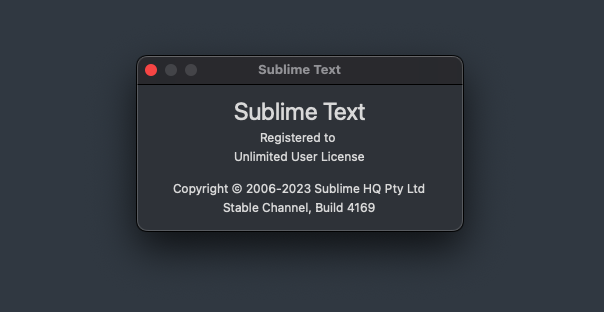 Sublime Text
Sublime Text
Registered to
Unlimited User License
Copyright © 2006-2023 Sublime HQ Pty Ltd
Stable Channel, Build 4169